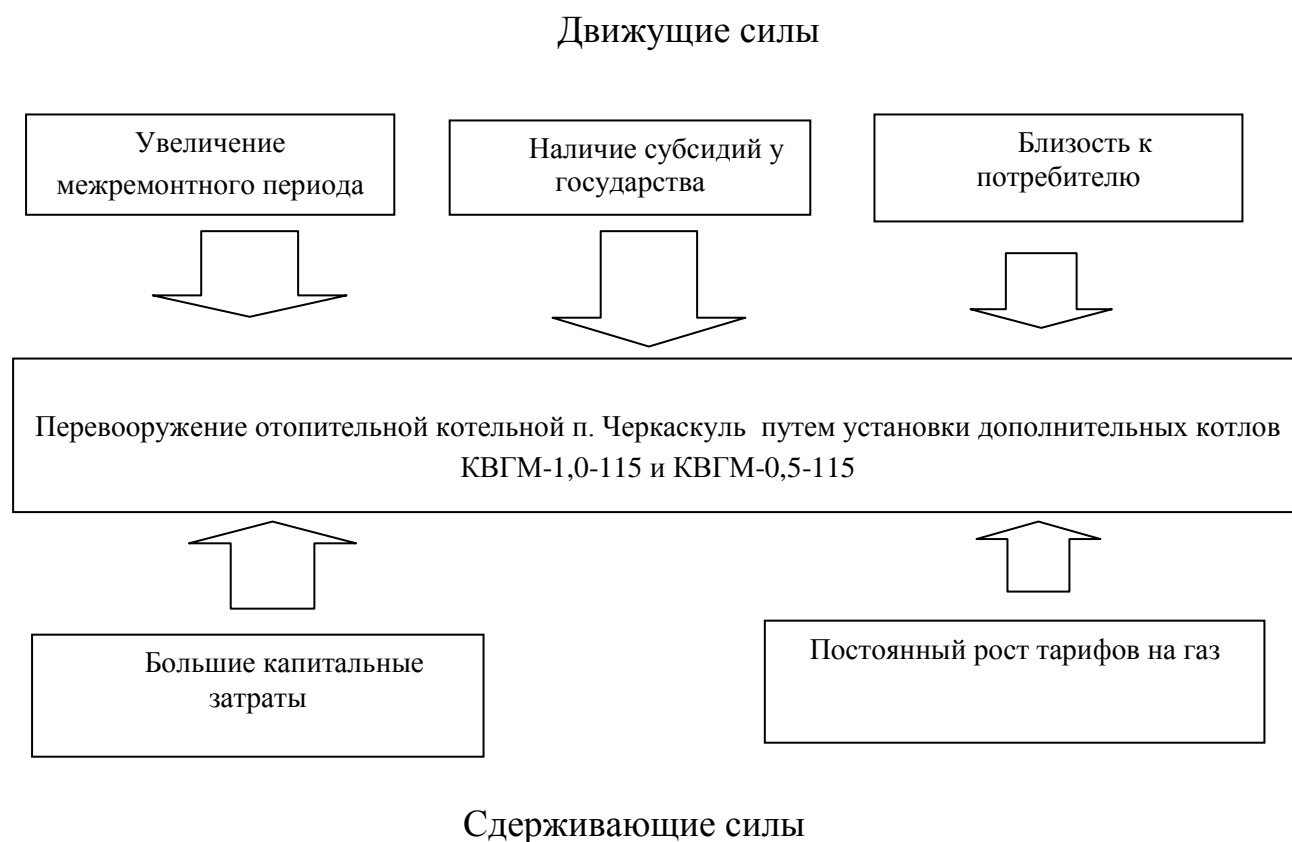 Движущие силы
Увеличение
межремонтного периода
Наличие субсидий у
государства
Близость к
потребителю
Перевооружение отопительной котельной п. Черкаскуль путем установки дополнительных котлов
КВГМ-1,0-115 и КВГМ-0,5-115
Большие капитальные
затраты
Постоянный рост тарифов на газ
Сдерживающие силы